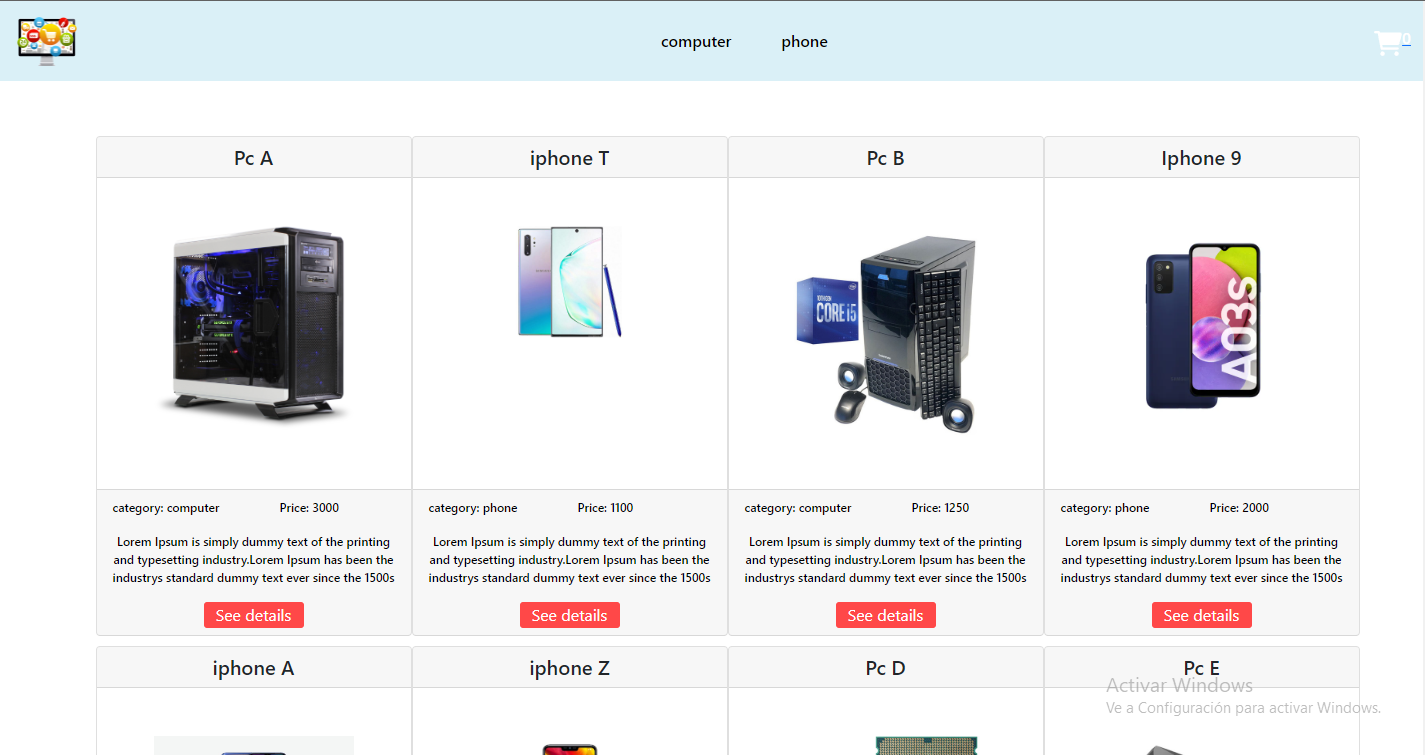 computer phone 0
Pc A
iphone T
Pc B
Iphone 9
CORE i5
A03s
category: computer Price: 3000
Lorem Ipsum is simply dummy text of the printing
and typesetting industry.Lorem Ipsum has been the
industrys standard dummy text ever since the 1500s
See details
category: phone Price: 1100
Lorem Ipsum is simply dummy text of the printing
and typesetting industry.Lorem Ipsum has been the
industrys standard dummy text ever since the 1500s
See details
category: computer Price: 1250
Lorem Ipsum is simply dummy text of the printing
and typesetting industry.Lorem Ipsum has been the
industrys standard dummy text ever since the 1500s
See details
category: phone Price: 2000
Lorem Ipsum is simply dummy text of the printing
and typesetting industry.Lorem Ipsum has been the
industrys standard dummy text ever since the 1500s
See details
iphone A
iphone Z
Pc D
Pc E
Activar Windows
Ve a Configuración para activar Windows.